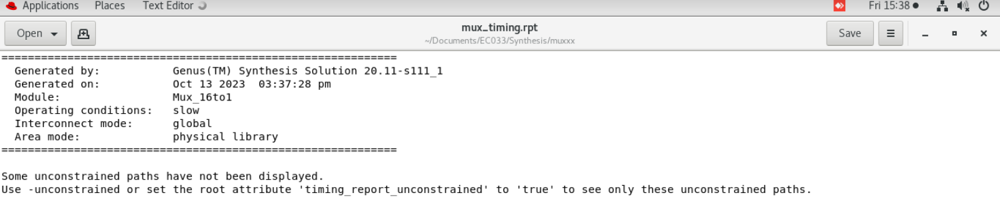 Applications Places Text Editor Fri 15:38
Open mux_timing.rpt Save
~/Documents/EC033/Synthesis/muxxx
============================================================
Generated by: Genus(TM) Synthesis Solution 20.11-s111_1
Generated on: Oct 13 2023 03:37:28 pm
Module: Mux_16to1
Operating conditions: slow
Interconnect mode: global
Area mode: physical library
============================================================
Some unconstrained paths have not been displayed.
Use -unconstrained or set the root attribute 'timing_report_unconstrained' to 'true' to see only these unconstrained paths.